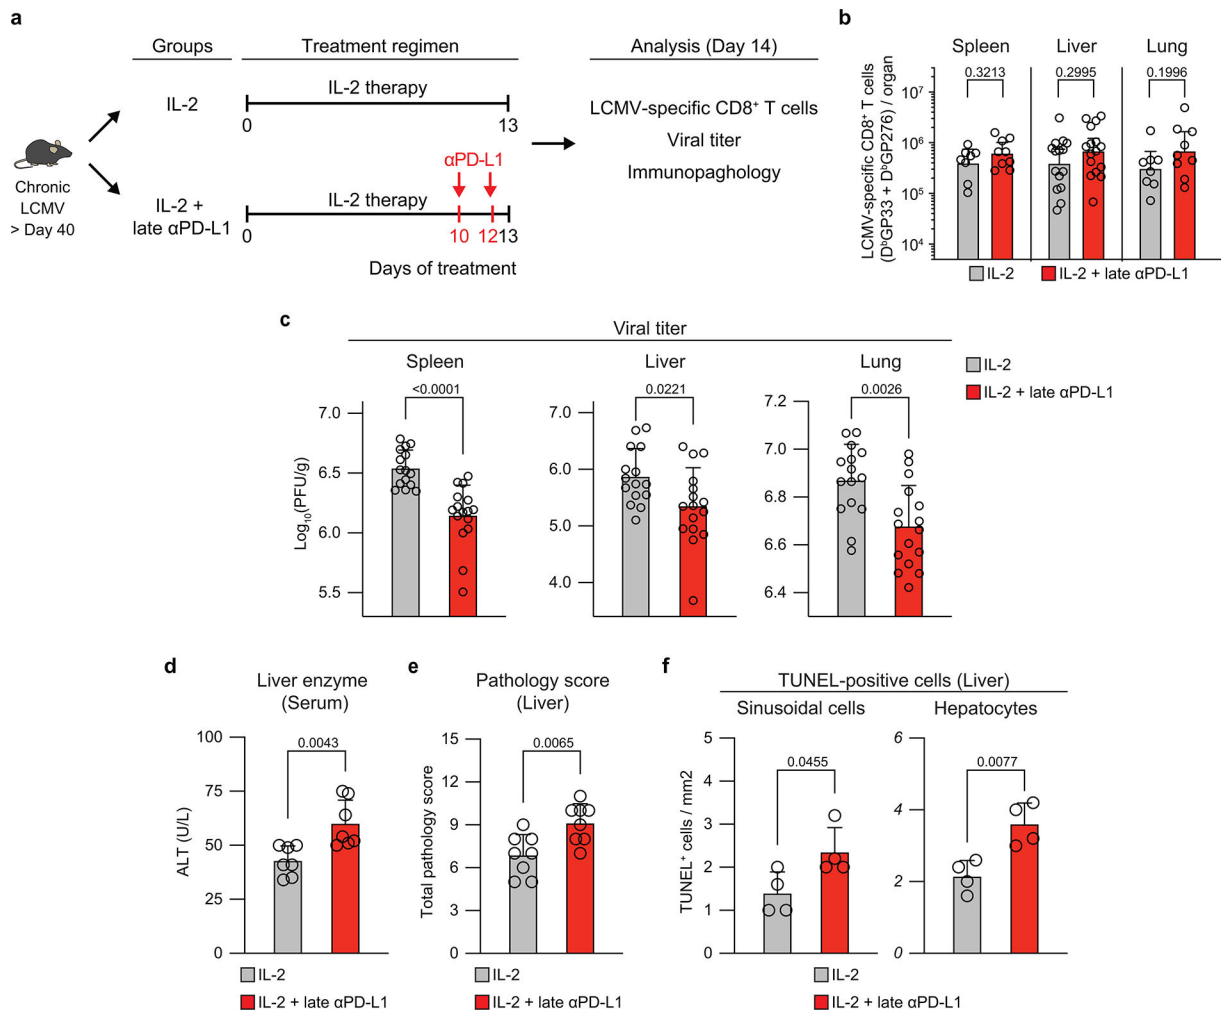 a
Groups
Treatment regimen
Analysis (Day 14)
IL-2
IL-2 therapy
0
13
Chronic
LCMV
> Day 40
LCMV-specific CD8⁺ T cells
Viral titer
Immunopaghology
αPD-L1
IL-2 +
late αPD-L1
IL-2 therapy
0
10
12
13
Days of treatment
b
Spleen
Liver
Lung
LCMV-specific CD8⁺ T cells
(DᵇGP33 + DᵇGP276) / organ
0.3213
0.2995
0.1996
10⁷
10⁶
10⁵
10⁴
IL-2
IL-2 + late αPD-L1
c
Viral titer
Spleen
Liver
Lung
IL-2
IL-2 + late αPD-L1
Log₁₀(PFU/g)
<0.0001
7.0
6.5
6.0
5.5
0.0221
7.0
6.0
5.0
4.0
0.0026
7.2
7.0
6.8
6.6
6.4
d
Liver enzyme
(Serum)
ALT (U/L)
0.0043
100
75
50
25
0
IL-2
IL-2 + late αPD-L1
e
Pathology score
(Liver)
Total pathology score
0.0065
15
12
9
6
3
0
IL-2
IL-2 + late αPD-L1
f
TUNEL-positive cells (Liver)
Sinusoidal cells
Hepatocytes
TUNEL⁺ cells / mm2
0.0455
5
4
3
2
1
0
0.0077
6
4
2
0
IL-2
IL-2 + late αPD-L1